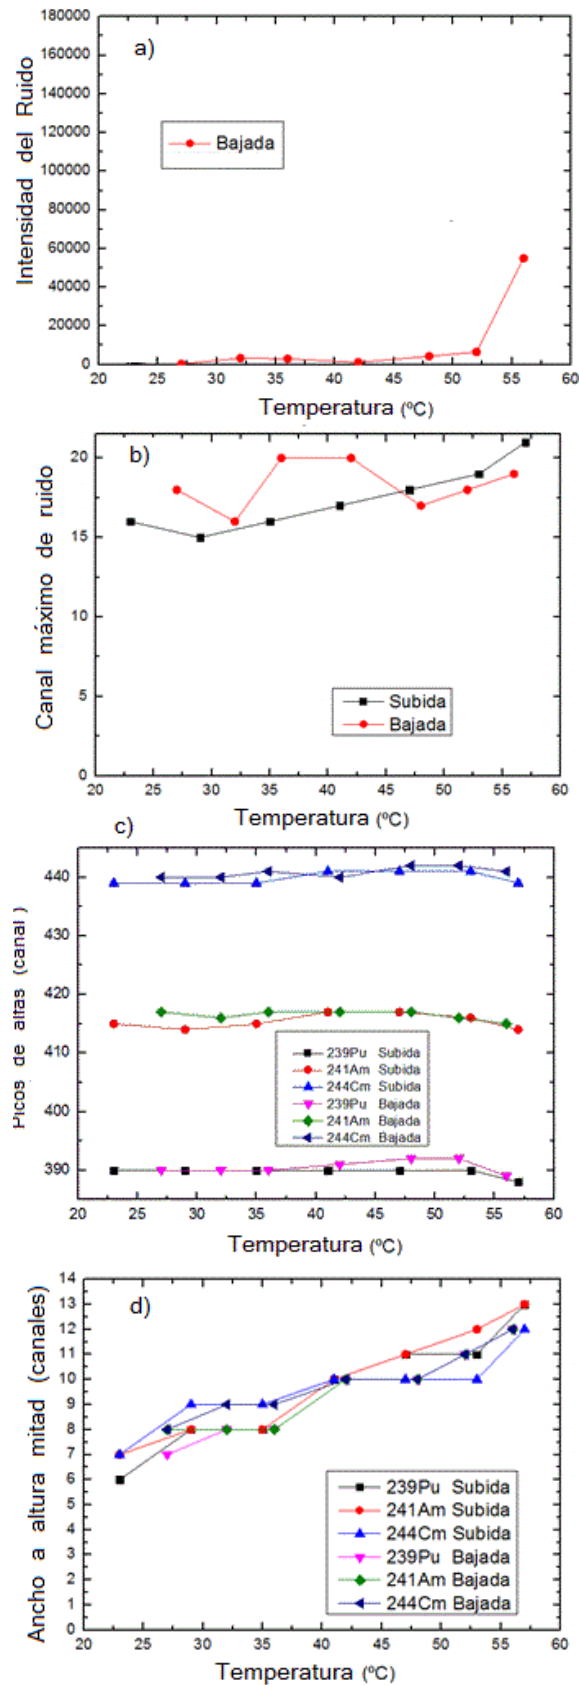 a)
180000
160000
140000
120000
100000
80000
60000
40000
20000
0
Intensidad del Ruido
Bajada
20 25 30 35 40 45 50 55 60
Temperatura (ºC)
b)
20
15
10
5
0
Canal máximo de ruido
Subida
Bajada
20 25 30 35 40 45 50 55 60
Temperatura (ºC)
c)
440
430
420
410
400
390
Picos de altas (canal )
239Pu Subida
241Am Subida
244Cm Subida
239Pu Bajada
241Am Bajada
244Cm Bajada
20 25 30 35 40 45 50 55 60
Temperatura (ºC)
d)
14
13
12
11
10
9
8
7
6
5
4
3
2
1
0
Ancho a altura mitad (canales)
239Pu Subida
241Am Subida
244Cm Subida
239Pu Bajada
241Am Bajada
244Cm Bajada
20 25 30 35 40 45 50 55 60
Temperatura (ºC)